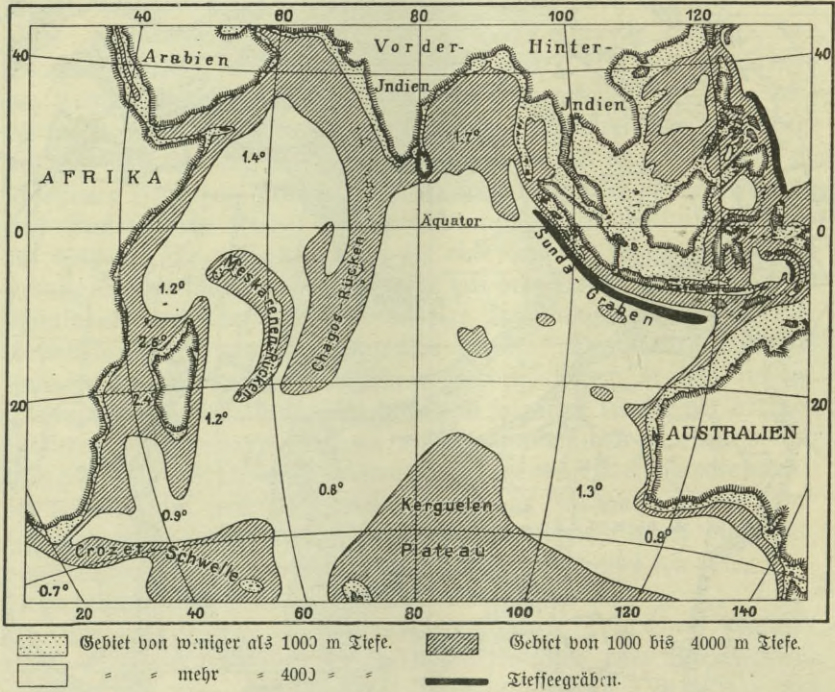 40 60 80 100 120
40 40
Arabien
Vorder-
Indien
Hinter-
Indien
1.7°
1.4°
AFRIKA
0 Äquator 0
Sunda-Graben
Meskarenen-Rücken
Chagos-Rücken
1.2°
2.6°
2.4
1.2°
20 20
AUSTRALIEN
0.8°
1.3°
Kerguelen
Plateau
0.9°
0.9°
Crozet-Schwelle
0.7°
20 40 60 80 100 120 140
Gebiet von weniger als 1000 m Tiefe.
Gebiet von 1000 bis 4000 m Tiefe.
" " mehr " 4000 " "
Tiefseegräben.